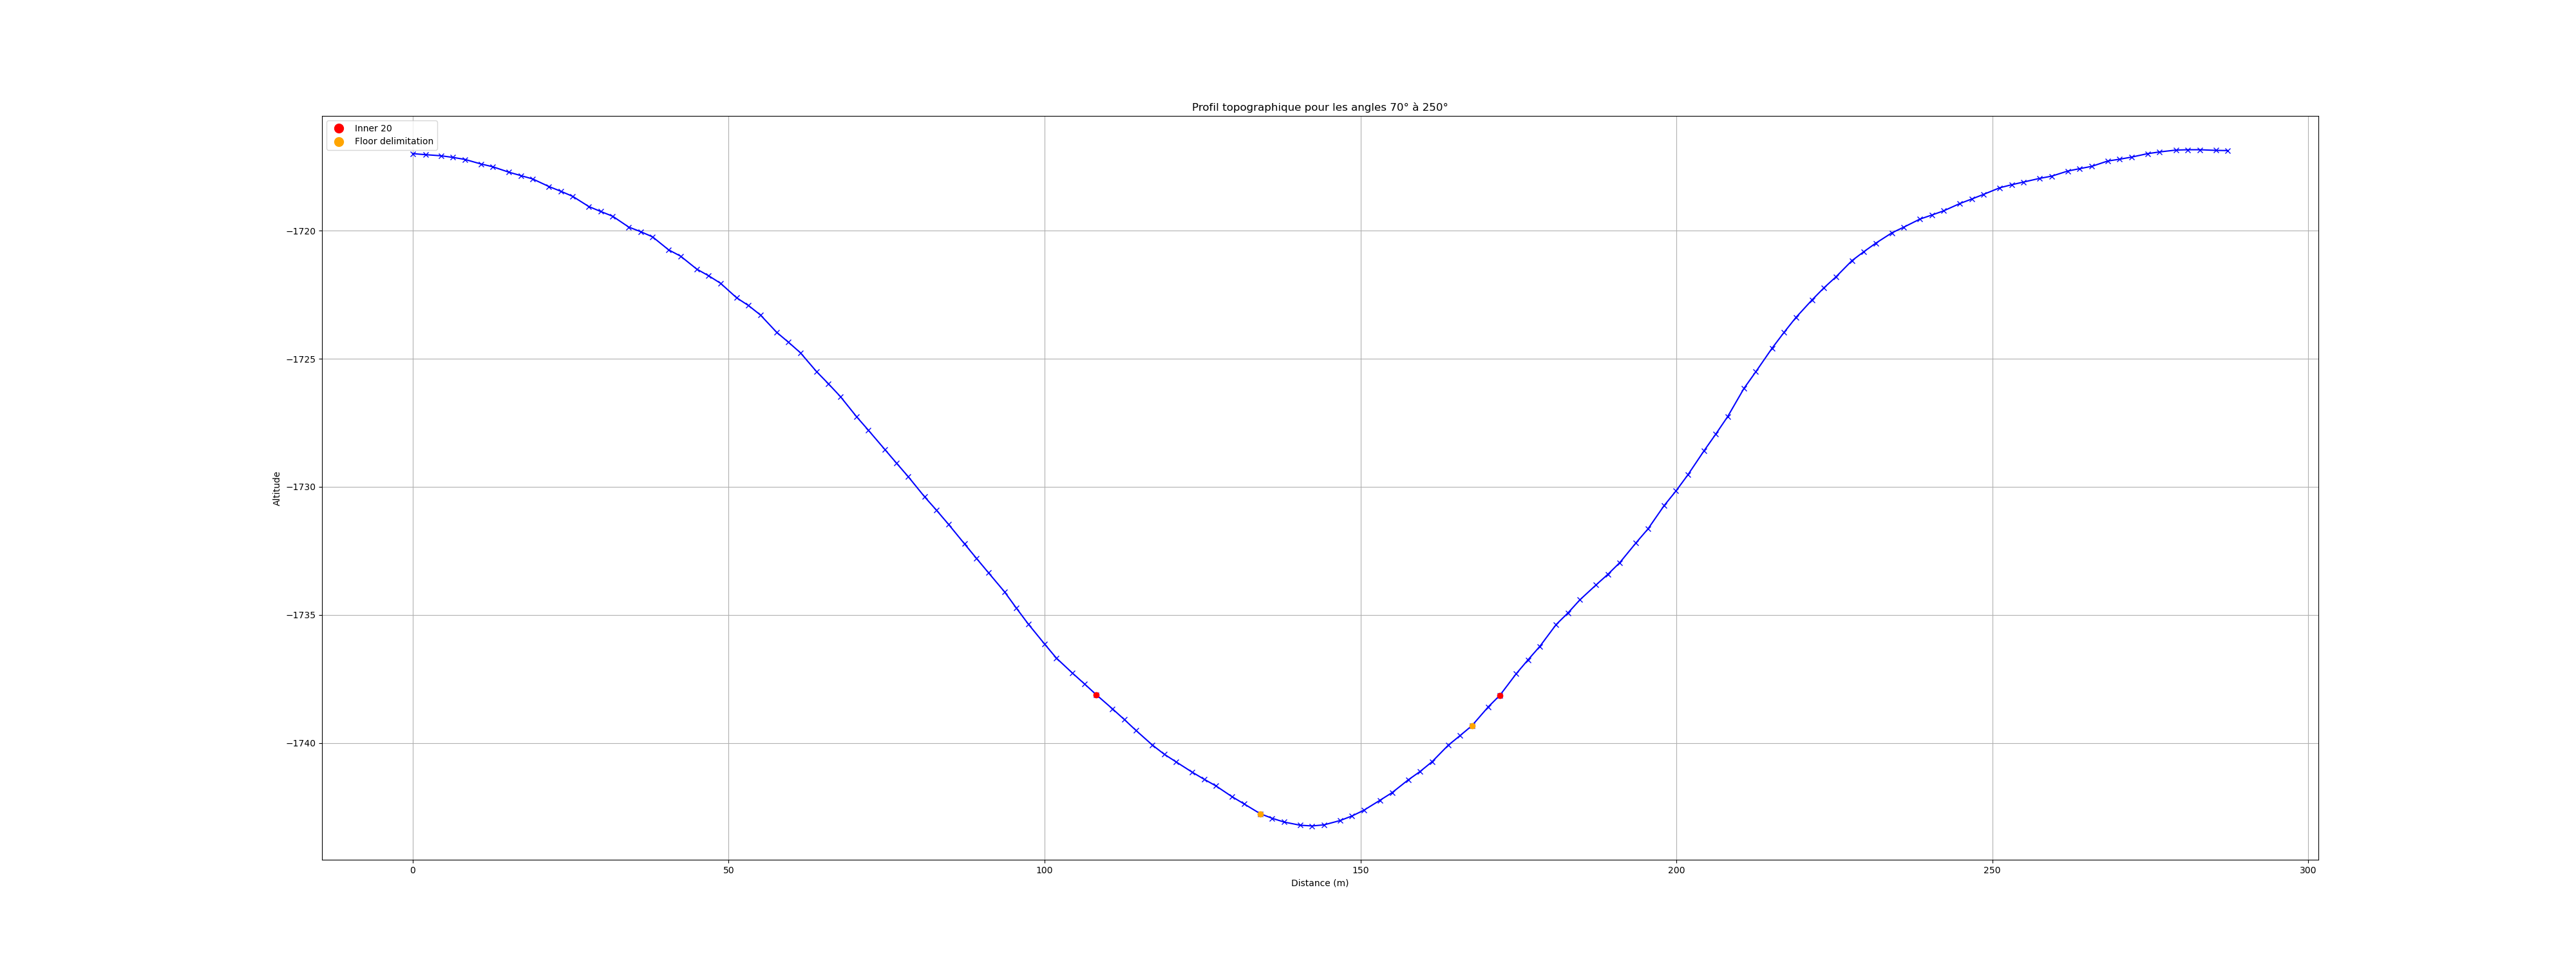 Profil topographique pour les angles 70° à 250°
Inner 20
Floor delimitation
Altitude
−1720
−1725
−1730
−1735
−1740
0 50 100 150 200 250 300
Distance (m)